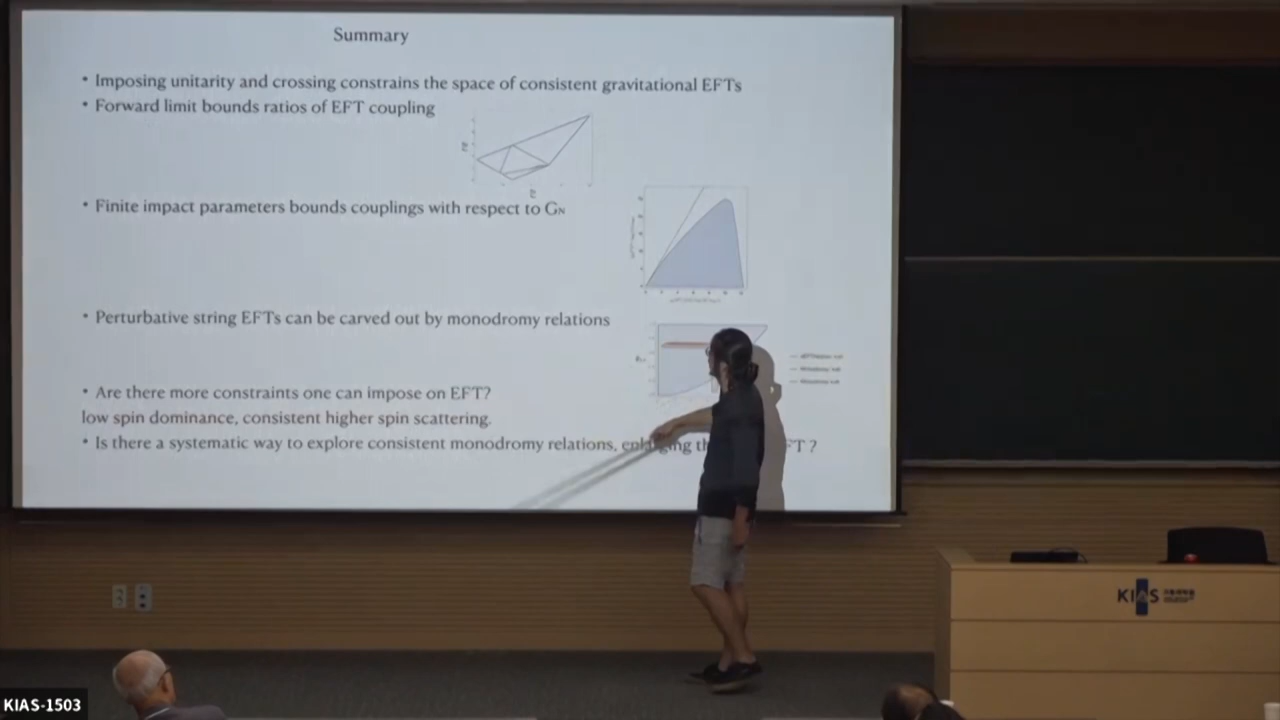 Summary
• Imposing unitarity and crossing constrains the space of consistent gravitational EFTs
• Forward limit bounds ratios of EFT coupling
• Finite impact parameters bounds couplings with respect to GN
• Perturbative string EFTs can be carved out by monodromy relations
• Are there more constraints one can impose on EFT?
low spin dominance, consistent higher spin scattering.
• Is there a systematic way to explore consistent monodromy relations,
KIAS
KIAS-1503